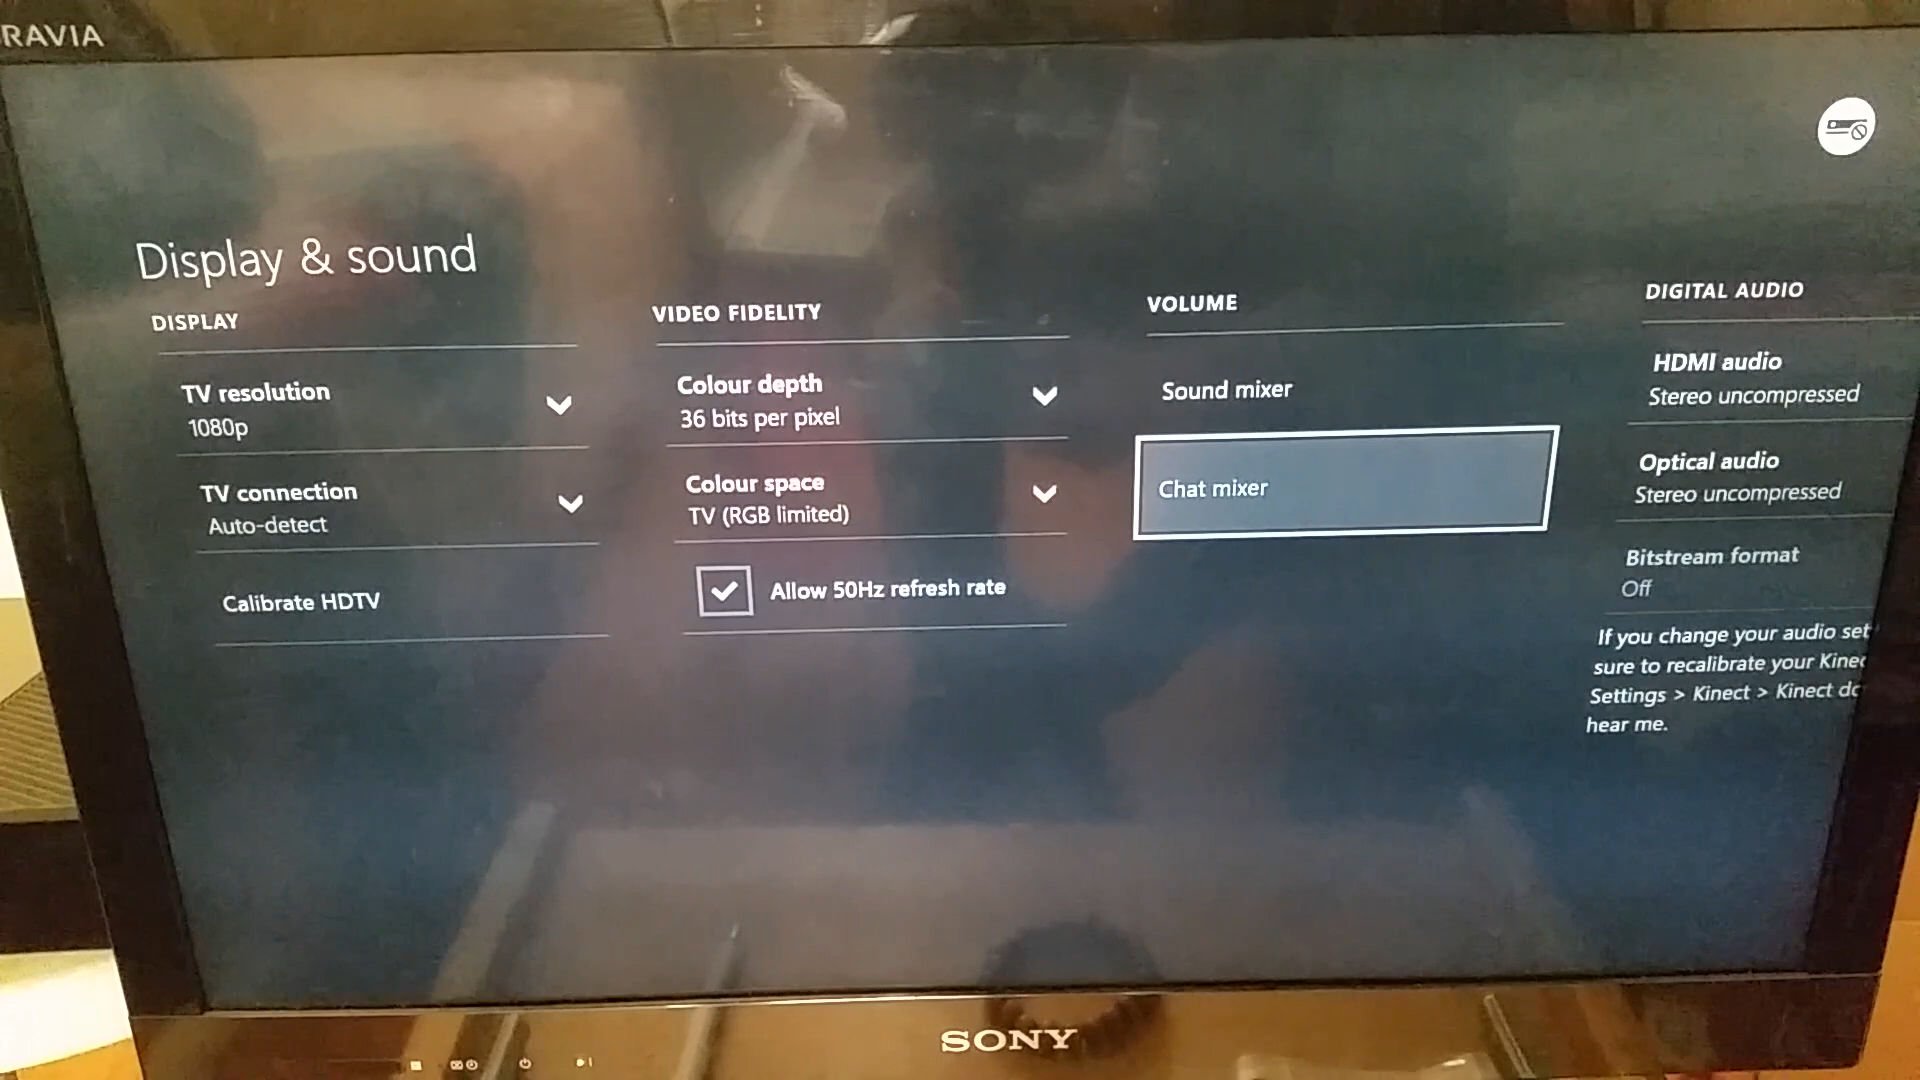 RAVIA
Display & sound
DISPLAY
TV resolution
1080p
TV connection
Auto-detect
Calibrate HDTV
VIDEO FIDELITY
Colour depth
36 bits per pixel
Colour space
TV (RGB limited)
Allow 50Hz refresh rate
VOLUME
Sound mixer
Chat mixer
DIGITAL AUDIO
HDMI audio
Stereo uncompressed
Optical audio
Stereo uncompressed
Bitstream format
Off
If you change your audio set
sure to recalibrate your Kinec
Settings > Kinect > Kinect do
hear me.
SONY